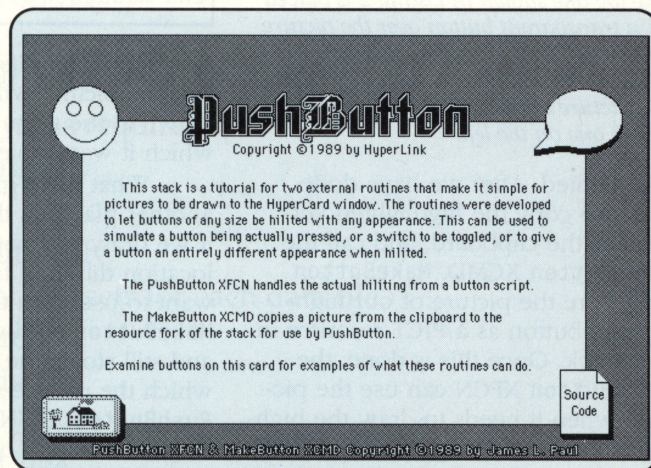 PushButton
Copyright ©1989 by HyperLink
This stack is a tutorial for two external routines that make it simple for
pictures to be drawn to the HyperCard window. The routines were developed
to let buttons of any size be hilited with any appearance. This can be used to
simulate a button being actually pressed, or a switch to be toggled, or to give
a button an entirely different appearance when hilited.
The PushButton XFCN handles the actual hiliting from a button script.
The MakeButton XCMD copies a picture from the clipboard to the
resource fork of the stack for use by PushButton.
Examine buttons on this card for examples of what these routines can do.
Source
Code
PushButton XFCN & MakeButton XCMD Copyright ©1989 by James L. Paul